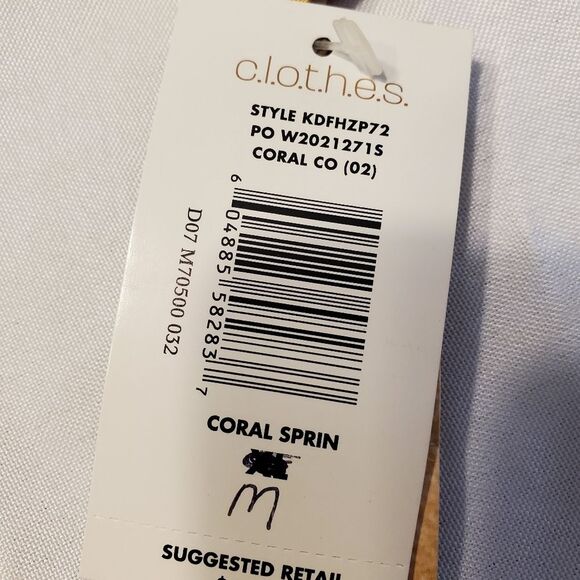 c.l.o.t.h.e.s.
STYLE KDFHZP72
PO W2021271S
CORAL CO (02)
6 04885 58283 7
D07 M70500 032
CORAL SPRIN
M
SUGGESTED RETAIL